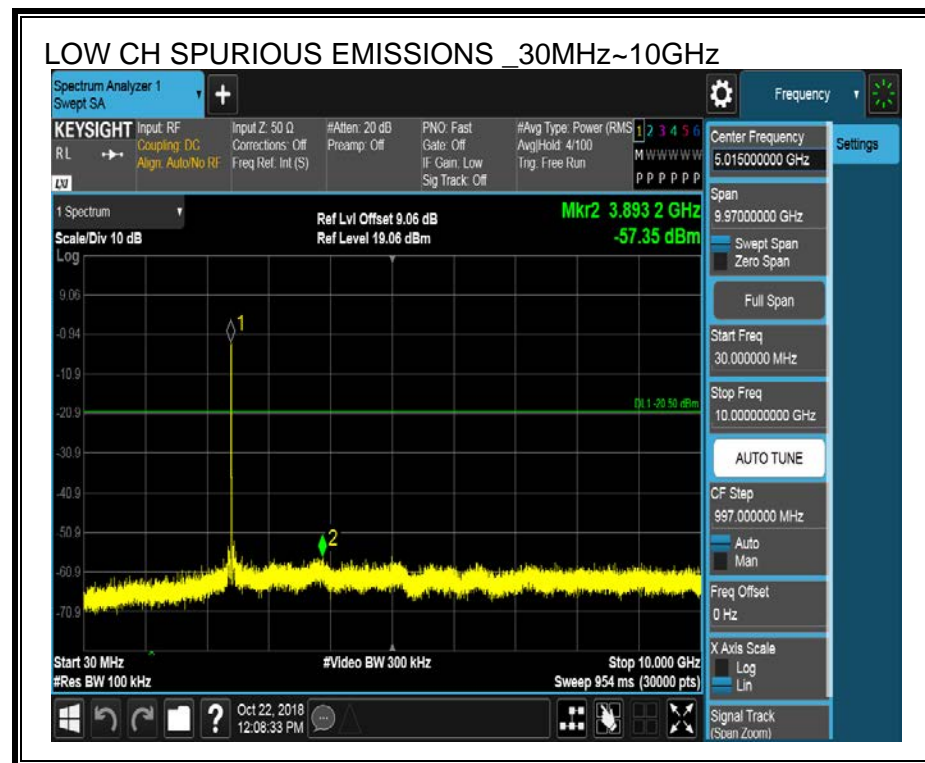 LOW CH SPURIOUS EMISSIONS _30MHz~10GHz
Spectrum Analyzer 1
Swept SA
Frequency
KEYSIGHT
RL
LXI
Input: RF
Coupling: DC
Align: Auto/No RF
Input Z: 50 Ω
Corrections: Off
Freq Ref: Int (S)
#Atten: 20 dB
Preamp: Off
PNO: Fast
Gate: Off
IF Gain: Low
Sig Track: Off
#Avg Type: Power (RMS
Avg|Hold: 4/100
Trig: Free Run
1 2 3 4 5 6
M W W W W W
P P P P P P
1 Spectrum
Scale/Div 10 dB
Log
Ref Lvl Offset 9.06 dB
Ref Level 19.06 dBm
Mkr2 3.893 2 GHz
-57.35 dBm
9.06
-0.94
-10.9
-20.9
-30.9
-40.9
-50.9
-60.9
-70.9
1
DL1 -20.50 dBm
2
Start 30 MHz
#Res BW 100 kHz
#Video BW 300 kHz
Stop 10.000 GHz
Sweep 954 ms (30000 pts)
Center Frequency
5.015000000 GHz
Settings
Span
9.97000000 GHz
Swept Span
Zero Span
Full Span
Start Freq
30.000000 MHz
Stop Freq
10.000000000 GHz
AUTO TUNE
CF Step
997.000000 MHz
Auto
Man
Freq Offset
0 Hz
X Axis Scale
Log
Lin
Signal Track
(Span Zoom)
?
Oct 22, 2018
12:08:33 PM